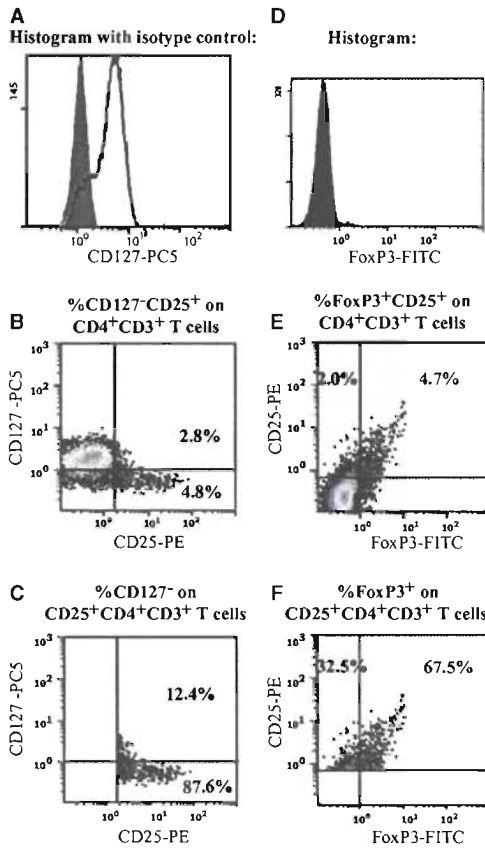 A
Histogram with isotype control:
145
10⁰ 10¹ 10²
CD127-PC5
B
%CD127⁻CD25⁺ on
CD4⁺CD3⁺ T cells
10³
10²
10¹
10⁰
CD127 -PC5
2.8%
4.8%
10⁰ 10¹ 10² 10³
CD25-PE
C
%CD127⁻ on
CD25⁺CD4⁺CD3⁺ T cells
10³
10²
10¹
10⁰
CD127 -PC5
12.4%
87.6%
10⁰ 10¹ 10² 10³
CD25-PE
D
Histogram:
10⁰ 10¹ 10²
FoxP3-FITC
E
%FoxP3⁺CD25⁺ on
CD4⁺CD3⁺ T cells
10³
10²
10¹
10⁰
CD25-PE
2.0% 4.7%
10⁰ 10¹ 10² 10³
FoxP3-FITC
F
%FoxP3⁺ on
CD25⁺CD4⁺CD3⁺ T cells
10³
10²
10¹
10⁰
CD25-PE
32.5% 67.5%
10⁰ 10¹ 10² 10³
FoxP3-FITC